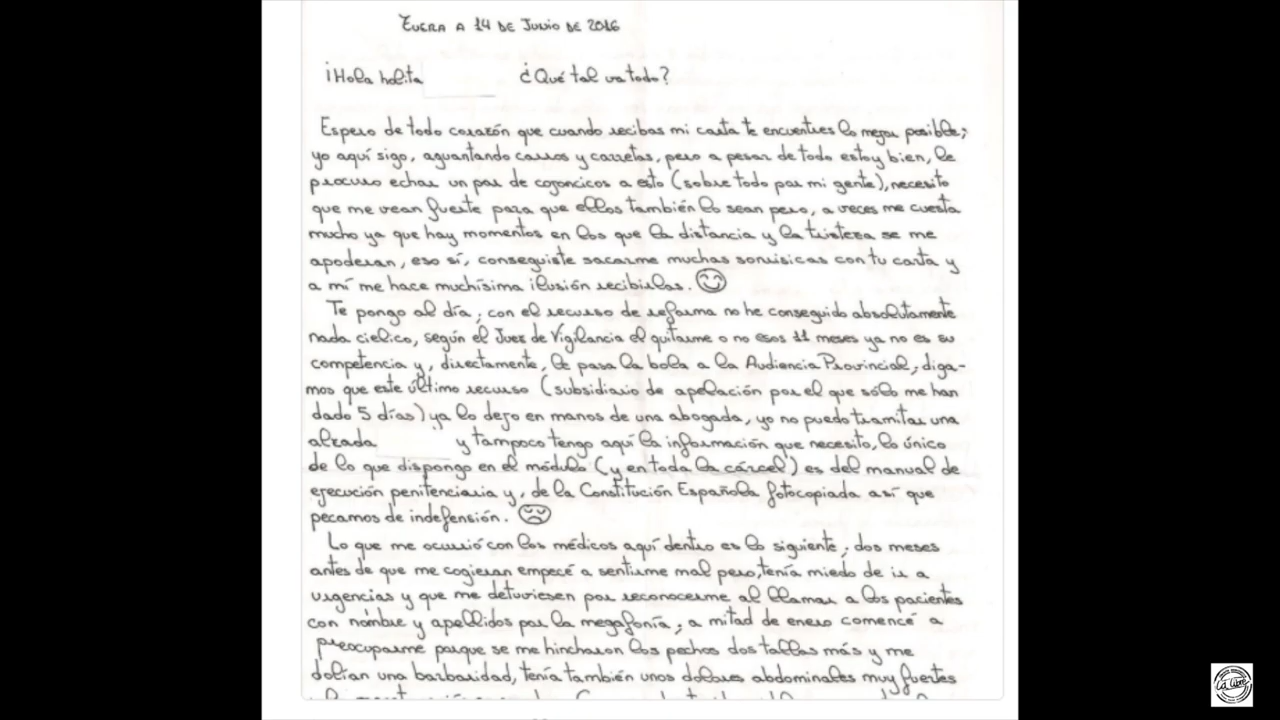 ZUERA A 14 DE JUNIO DE 2016
¡Hola holita ¿Qué tal va todo?
Espero de todo corazón que cuando recibas mi carta te encuentres lo mejor posible;
yo aquí sigo, aguantando carros y carretas, pero a pesar de todo estoy bien, le
procuro echar un par de cojoncicos a esto (sobre todo por mi gente), necesito
que me vean fuerte para que ellos también lo sean pero, a veces me cuesta
mucho ya que hay momentos en los que la distancia y la tristeza se me
apoderan, eso sí, conseguiste sacarme muchas sonrisicas con tu carta y
a mí me hace muchísima ilusión recibirlas.
Te pongo al día; con el recurso de reforma no he conseguido absolutamente
nada cielico, según el Juez de Vigilancia el quitarme o no esos 11 meses ya no es su
competencia y, directamente, le pasa la bola a la Audiencia Provincial, diga-
mos que este último recurso (subsidiario de apelación por el que sólo me han
dado 5 días) ya lo dejo en manos de una abogada, yo no puedo tramitar una
alzada y tampoco tengo aquí la información que necesito, lo único
de lo que dispongo en el módulo (y en toda la cárcel) es del manual de
ejecución penitenciaria y, de la Constitución Española fotocopiada así que
pecamos de indefensión.
Lo que me ocurrió con los médicos aquí dentro es lo siguiente; dos meses
antes de que me cogieran empecé a sentirme mal pero, tenía miedo de ir a
urgencias y que me detuviesen por reconocerme al llamar a los pacientes
con nombre y apellidos por la megafonía; a mitad de enero comencé a
preocuparme porque se me hincharon los pechos dos tallas más y me
dolían una barbaridad, tenía también unos dolores abdominales muy fuertes